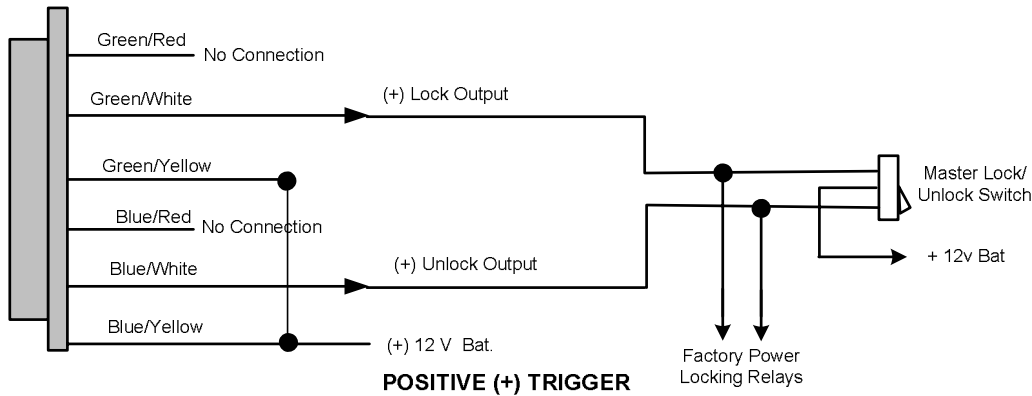 Green/Red
No Connection
Green/White
(+) Lock Output
Green/Yellow
Master Lock/
Unlock Switch
Blue/Red
No Connection
Blue/White
(+) Unlock Output
+ 12v Bat
Blue/Yellow
(+) 12 V Bat.
Factory Power
Locking Relays
POSITIVE (+) TRIGGER